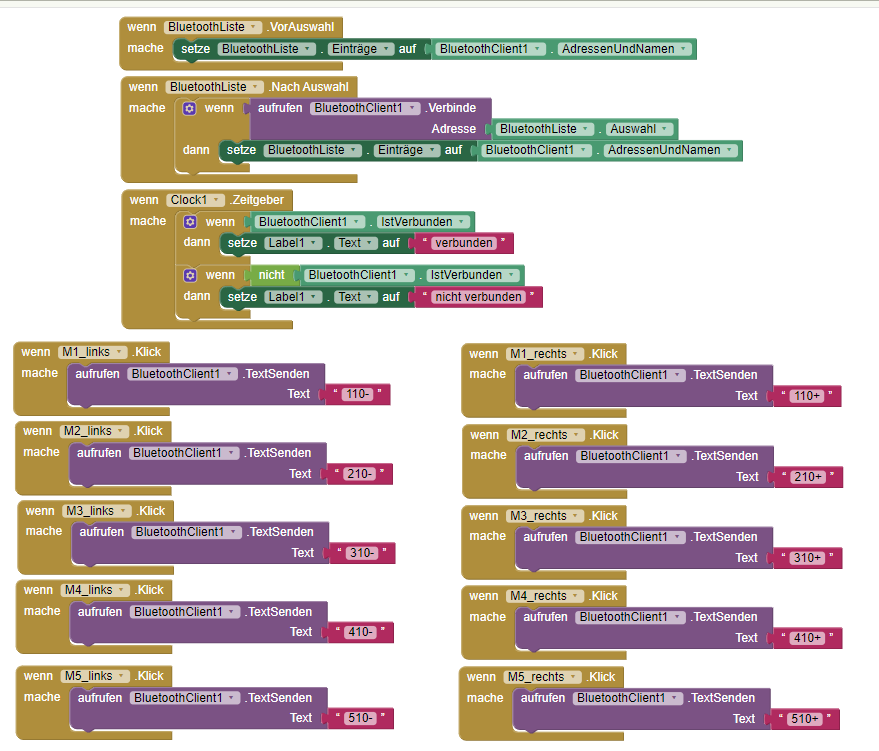 wenn BluetoothListe .VorAuswahl
mache setze BluetoothListe . Einträge auf BluetoothClient1 . AdressenUndNamen
wenn BluetoothListe .Nach Auswahl
mache wenn aufrufen BluetoothClient1 .Verbinde
Adresse BluetoothListe . Auswahl
dann setze BluetoothListe . Einträge auf BluetoothClient1 . AdressenUndNamen
wenn Clock1 .Zeitgeber
mache wenn BluetoothClient1 . IstVerbunden
dann setze Label1 . Text auf " verbunden "
wenn nicht BluetoothClient1 . IstVerbunden
dann setze Label1 . Text auf " nicht verbunden "
wenn M1_links .Klick
mache aufrufen BluetoothClient1 .TextSenden
Text " 110- "
wenn M2_links .Klick
mache aufrufen BluetoothClient1 .TextSenden
Text " 210- "
wenn M3_links .Klick
mache aufrufen BluetoothClient1 .TextSenden
Text " 310- "
wenn M4_links .Klick
mache aufrufen BluetoothClient1 .TextSenden
Text " 410- "
wenn M5_links .Klick
mache aufrufen BluetoothClient1 .TextSenden
Text " 510- "
wenn M1_rechts .Klick
mache aufrufen BluetoothClient1 .TextSenden
Text " 110+ "
wenn M2_rechts .Klick
mache aufrufen BluetoothClient1 .TextSenden
Text " 210+ "
wenn M3_rechts .Klick
mache aufrufen BluetoothClient1 .TextSenden
Text " 310+ "
wenn M4_rechts .Klick
mache aufrufen BluetoothClient1 .TextSenden
Text " 410+ "
wenn M5_rechts .Klick
mache aufrufen BluetoothClient1 .TextSenden
Text " 510+ "